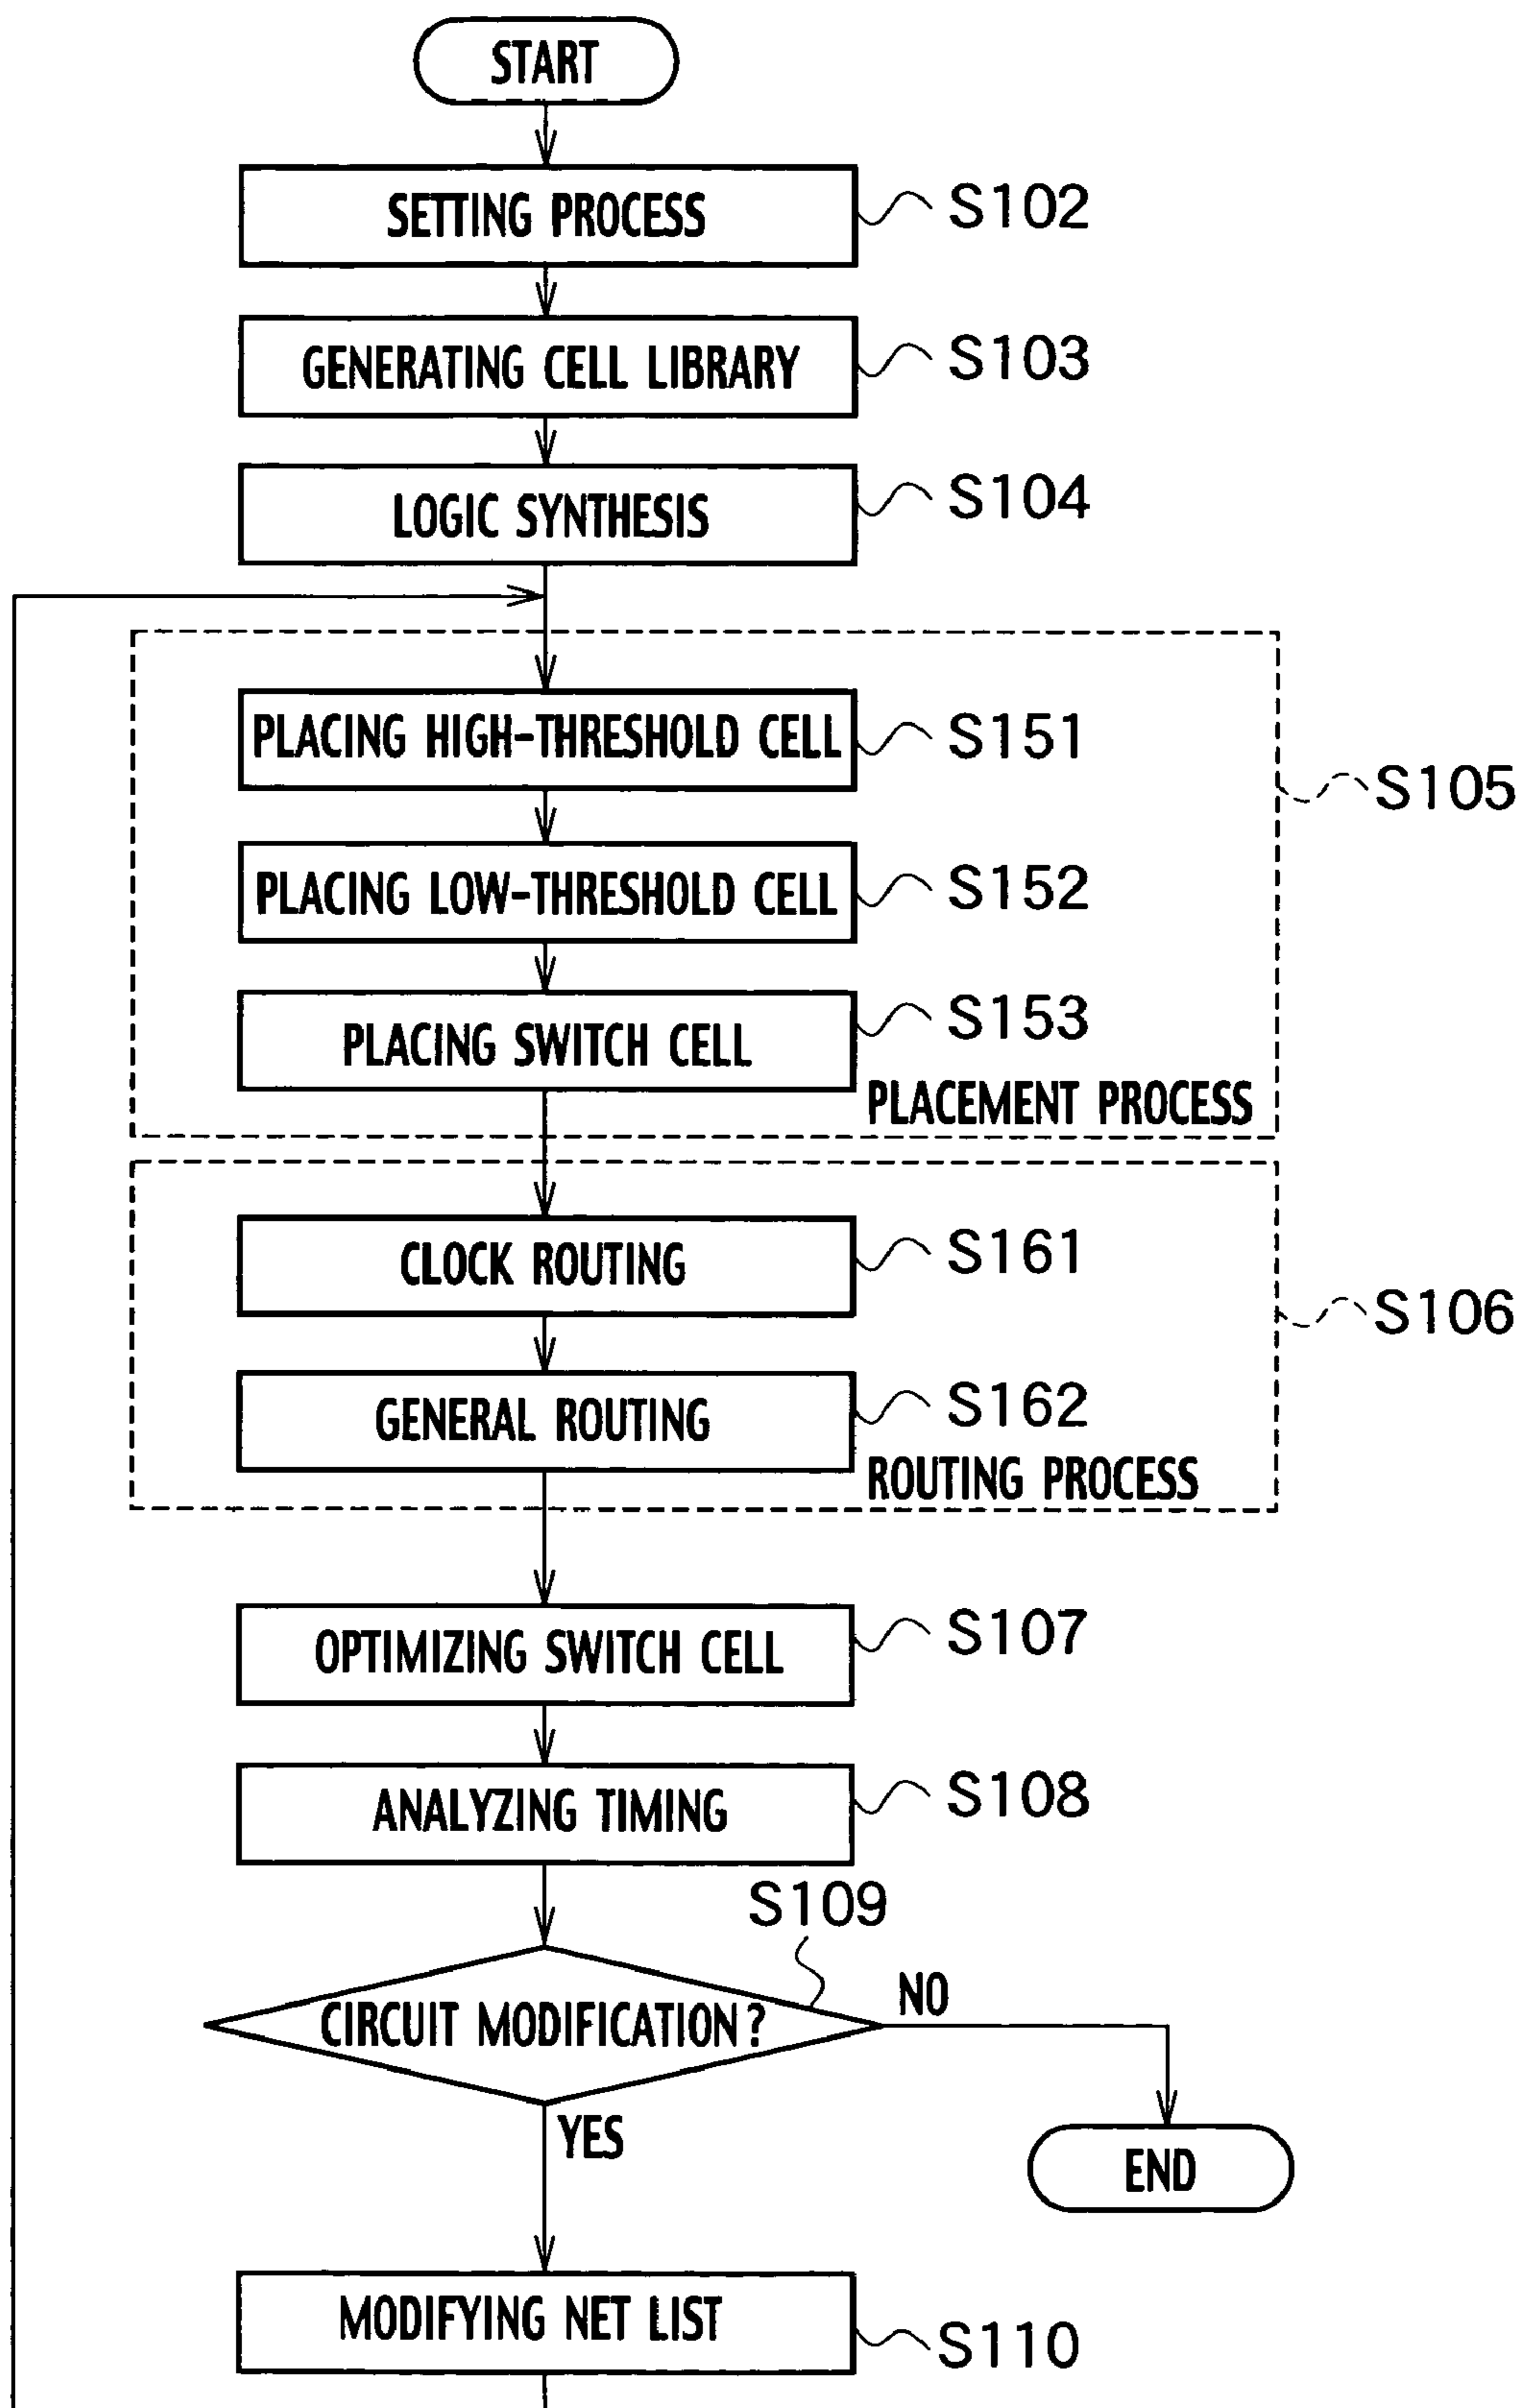 START
SETTING PROCESS
S102
GENERATING CELL LIBRARY
S103
LOGIC SYNTHESIS
S104
PLACING HIGH-THRESHOLD CELL
S151
S105
PLACING LOW-THRESHOLD CELL
S152
PLACING SWITCH CELL
S153
PLACEMENT PROCESS
CLOCK ROUTING
S161
S106
GENERAL ROUTING
S162
ROUTING PROCESS
OPTIMIZING SWITCH CELL
S107
ANALYZING TIMING
S108
S109
CIRCUIT MODIFICATION?
NO
YES
END
MODIFYING NET LIST
S110